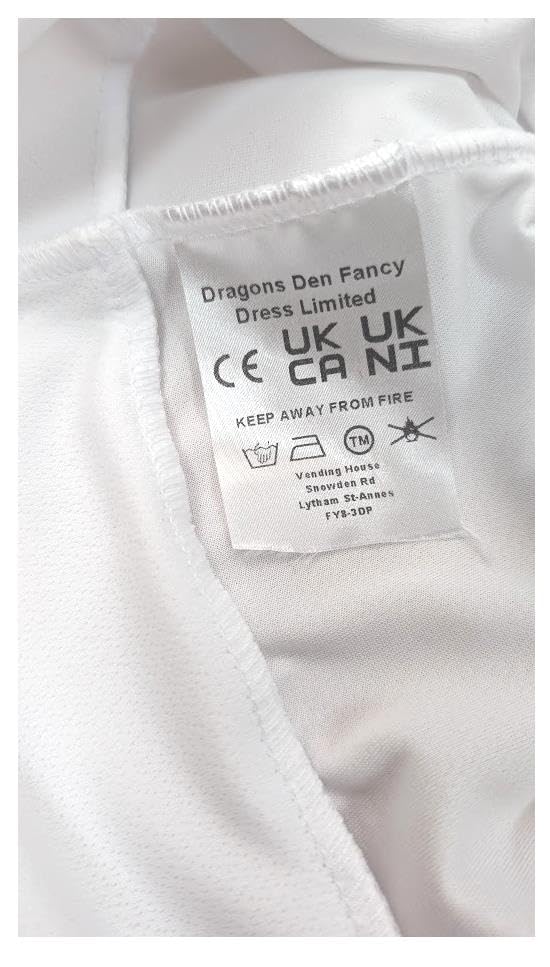 Dragons Den Fancy
Dress Limited
CE UK CA UK NI
KEEP AWAY FROM FIRE
TM
Vending House
Snowden Rd
Lytham St-Annes
FY8-3DP